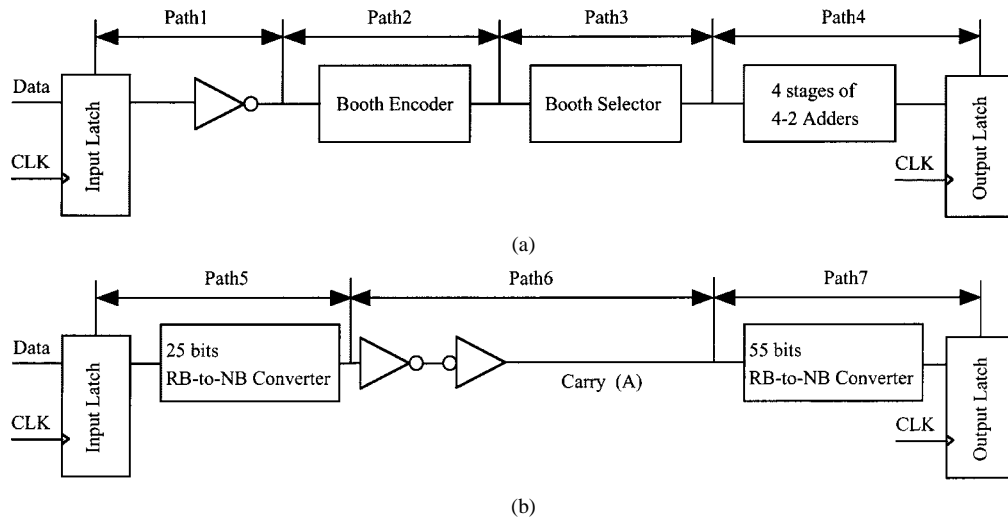 Path1 Path2 Path3 Path4
Data
CLK
Input Latch
Booth Encoder
Booth Selector
4 stages of
4-2 Adders
CLK
Output Latch
(a)
Path5 Path6 Path7
Data
CLK
Input Latch
25 bits
RB-to-NB Converter
Carry (A)
55 bits
RB-to-NB Converter
CLK
Output Latch
(b)